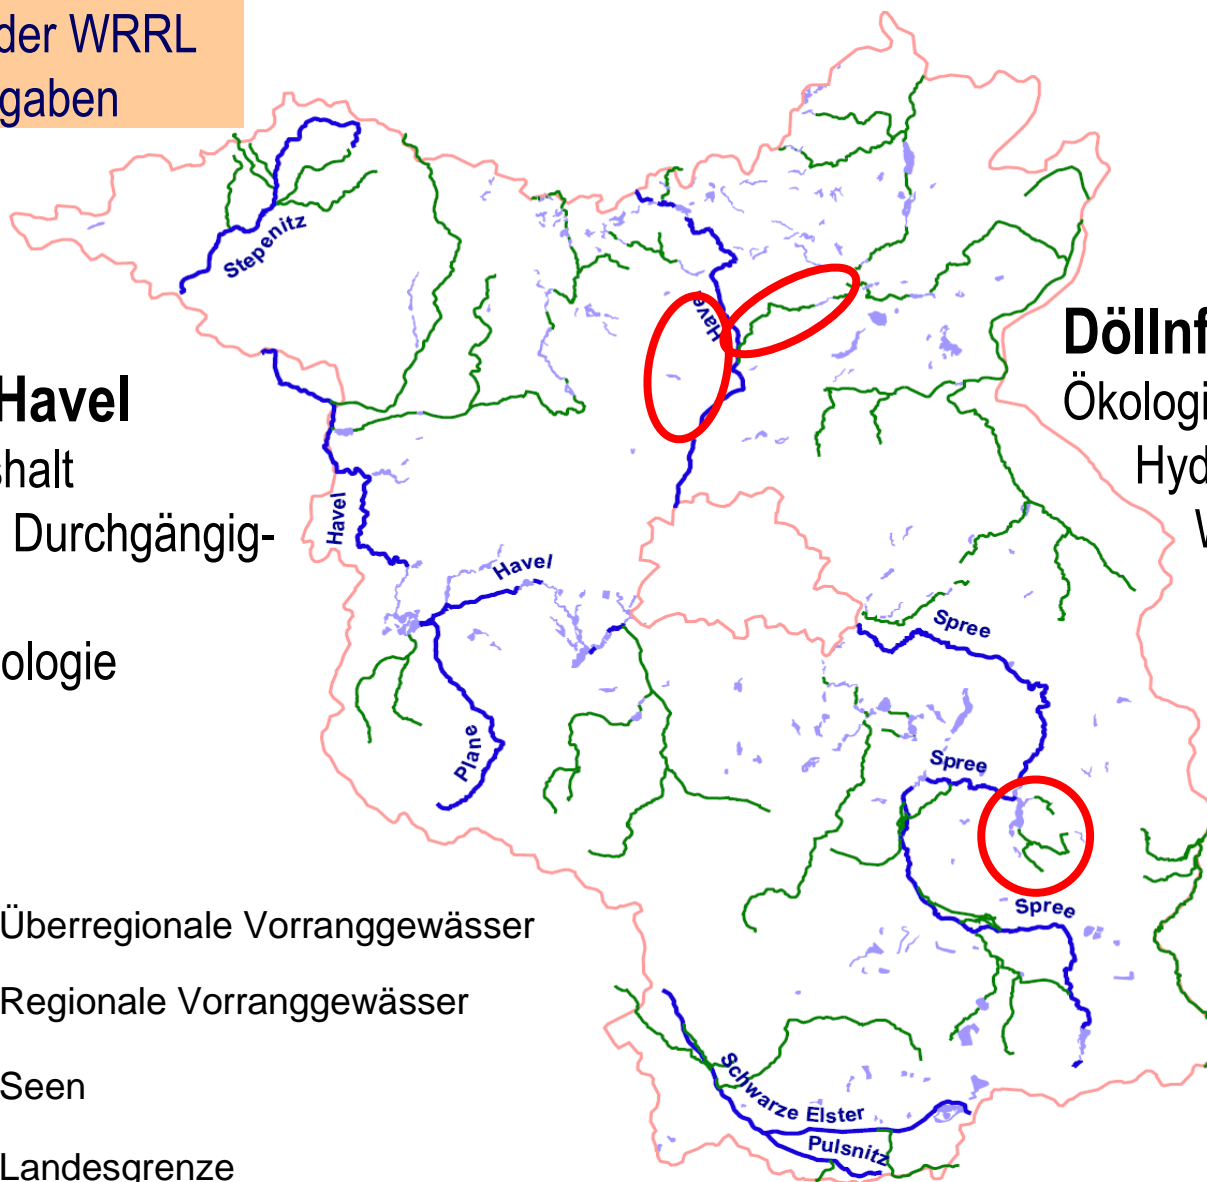 der WRRL
gaben
Stepenitz
Havel
Döllnf
Havel
Ökologi
shalt
Hyd
Havel
Durchgängig-
W
Havel
Spree
ologie
Plane
Spree
Spree
Überregionale Vorranggewässer
Regionale Vorranggewässer
Schwarze Elster
Seen
Pulsnitz
Landesgrenze